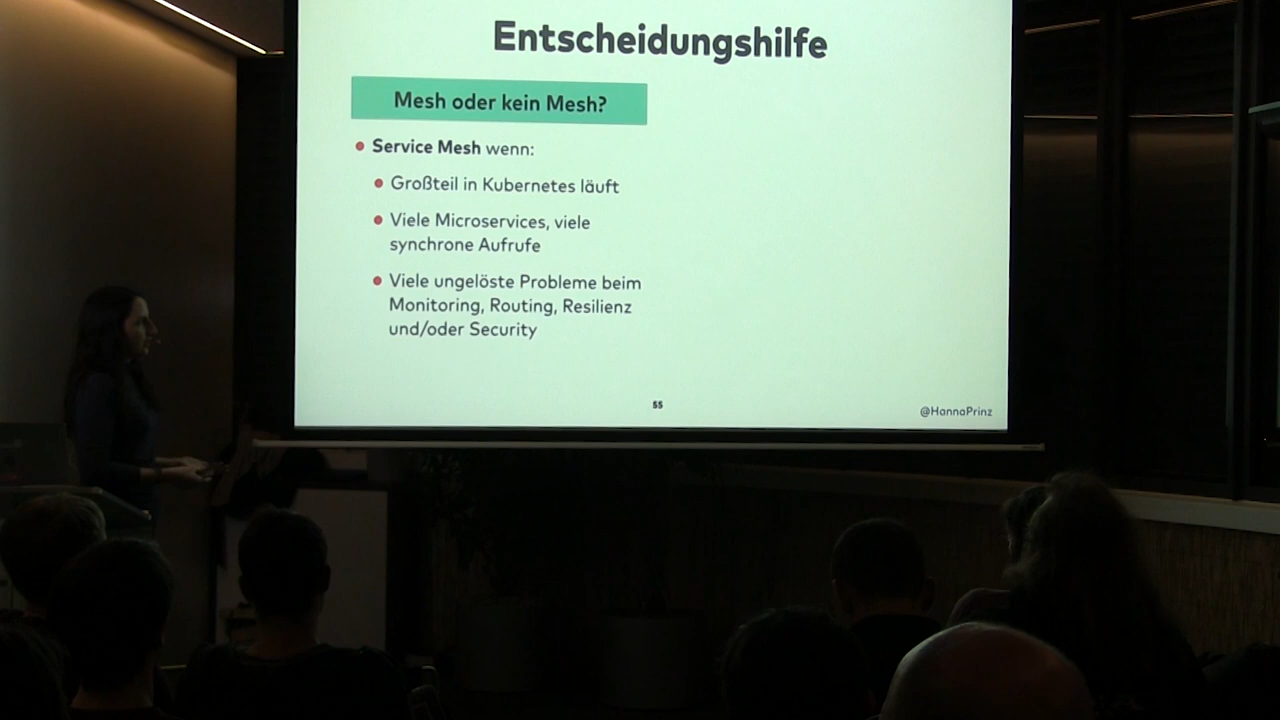 Entscheidungshilfe
Mesh oder kein Mesh?
Service Mesh wenn:
Großteil in Kubernetes läuft
Viele Microservices, viele
synchrone Aufrufe
Viele ungelöste Probleme beim
Monitoring, Routing, Resilienz
und/oder Security
55
@HannaPrinz